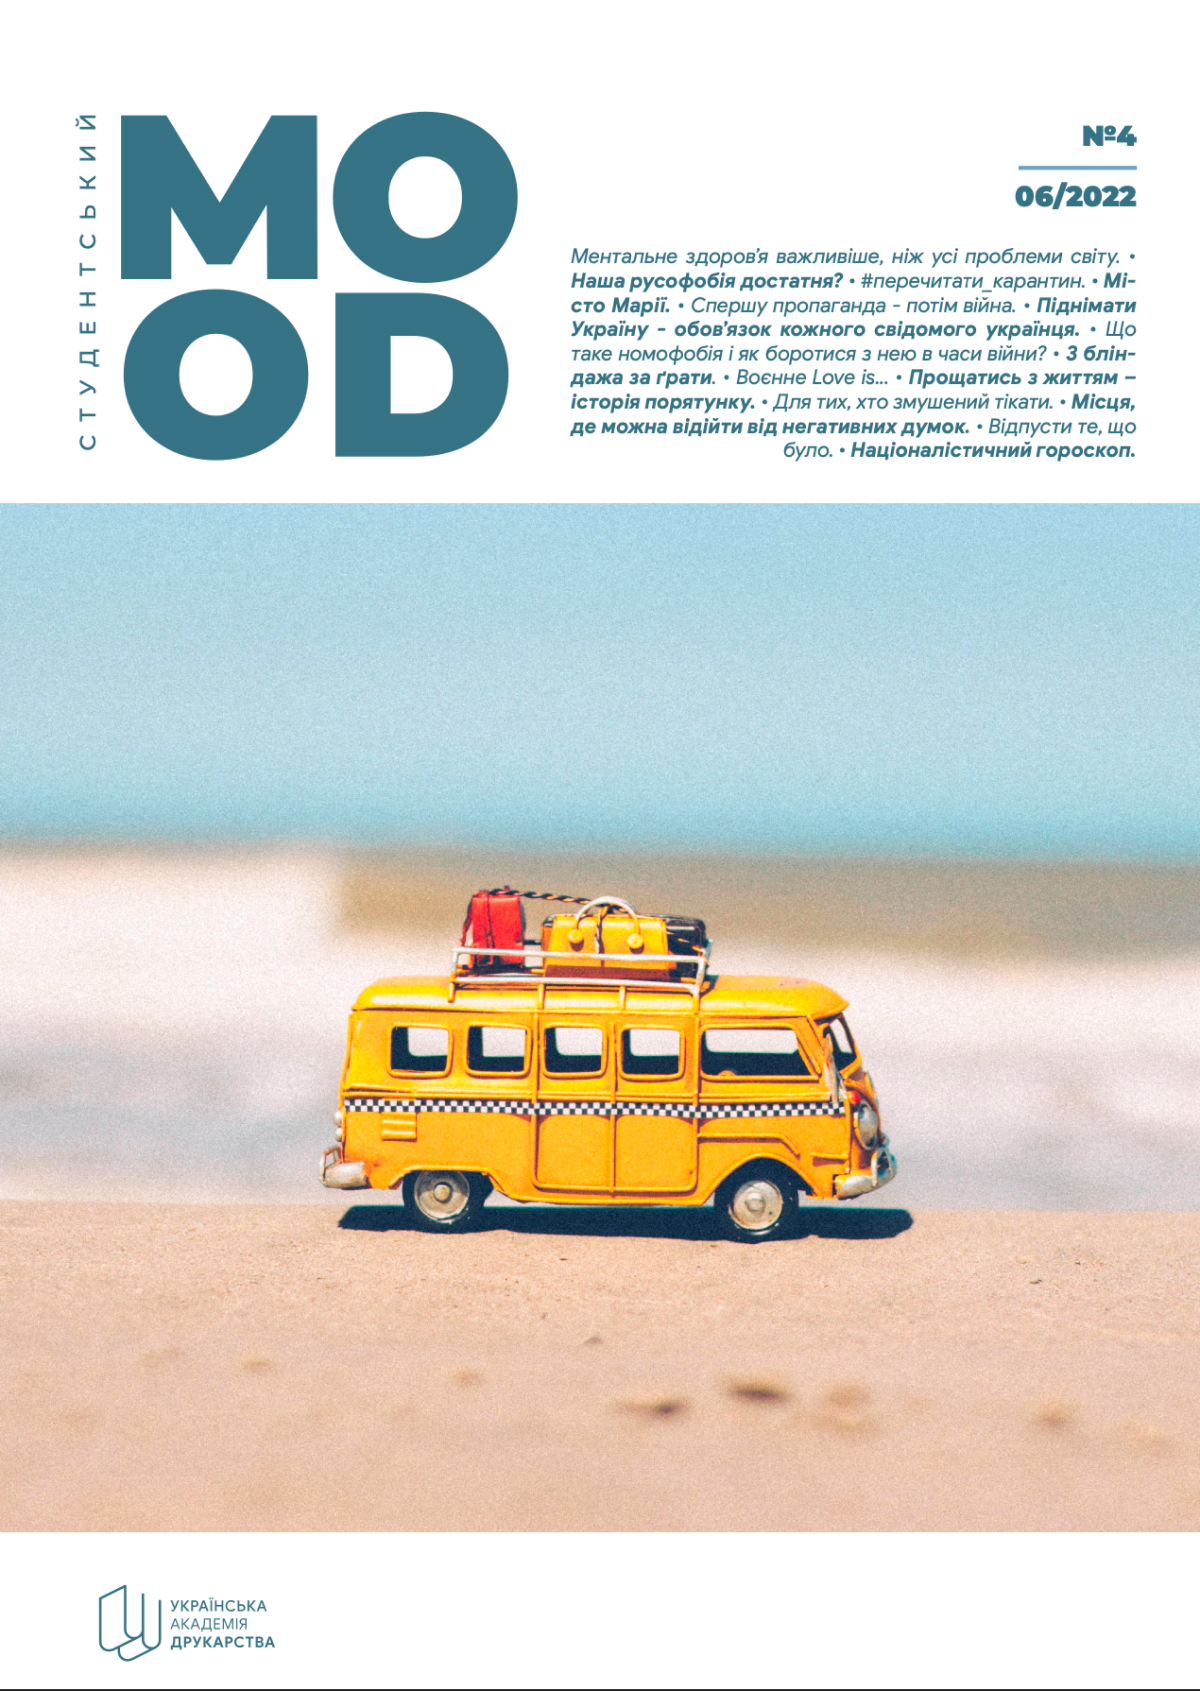 СТУДЕНТСЬКИЙ
MO
OD
№4
06/2022
Ментальне здоров’я важливіше, ніж усі проблеми світу. •
Наша русофобія достатня? • #перечитати_карантин. • Мі-
сто Марії. • Спершу пропаганда - потім війна. • Піднімати
Україну - обов’язок кожного свідомого українця. • Що
таке номофобія і як боротися з нею в часи війни? • З блін-
дажа за ґрати. • Воєнне Love is... • Прощатись з життям –
історія порятунку. • Для тих, хто змушений тікати. • Місця,
де можна відійти від негативних думок. • Відпусти те, що
було. • Націоналістичний гороскоп.
УКРАЇНСЬКА
АКАДЕМІЯ
ДРУКАРСТВА